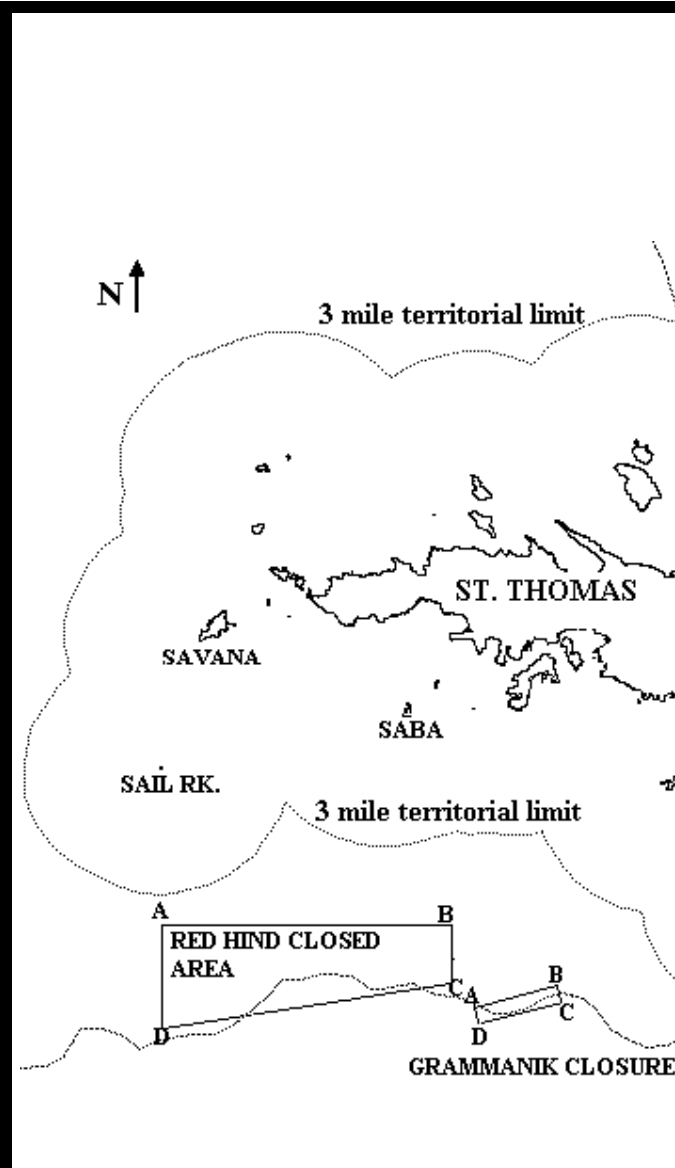 N
3 mile territorial limit
ST. THOMAS
SAVANA
SABA
SAIL RK.
3 mile territorial limit
A
B
RED HIND CLOSED
AREA
C
D
A
B
C
D
GRAMMANIK CLOSURE